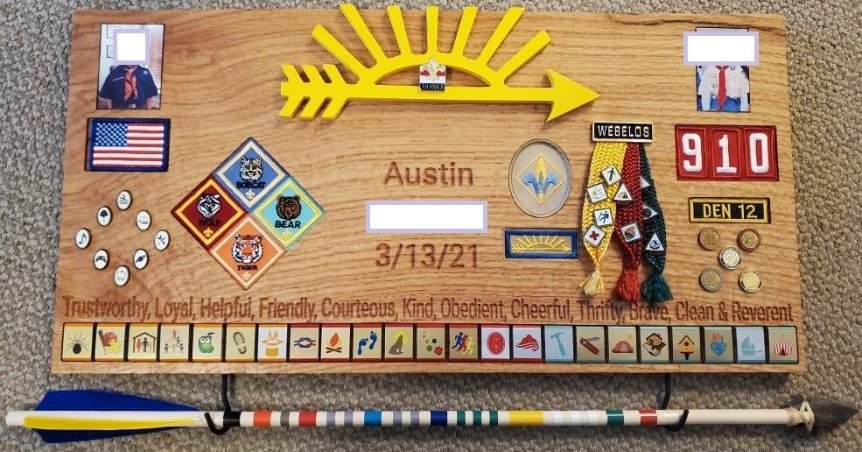 WEBELOS
910
BOBCAT
WOLF
BEAR
TIGER
Austin
DEN 12
3/13/21
Trustworthy, Loyal, Helpful, Friendly, Courteous, Kind, Obedient, Cheerful, Thrifty, Brave, Clean & Reverent